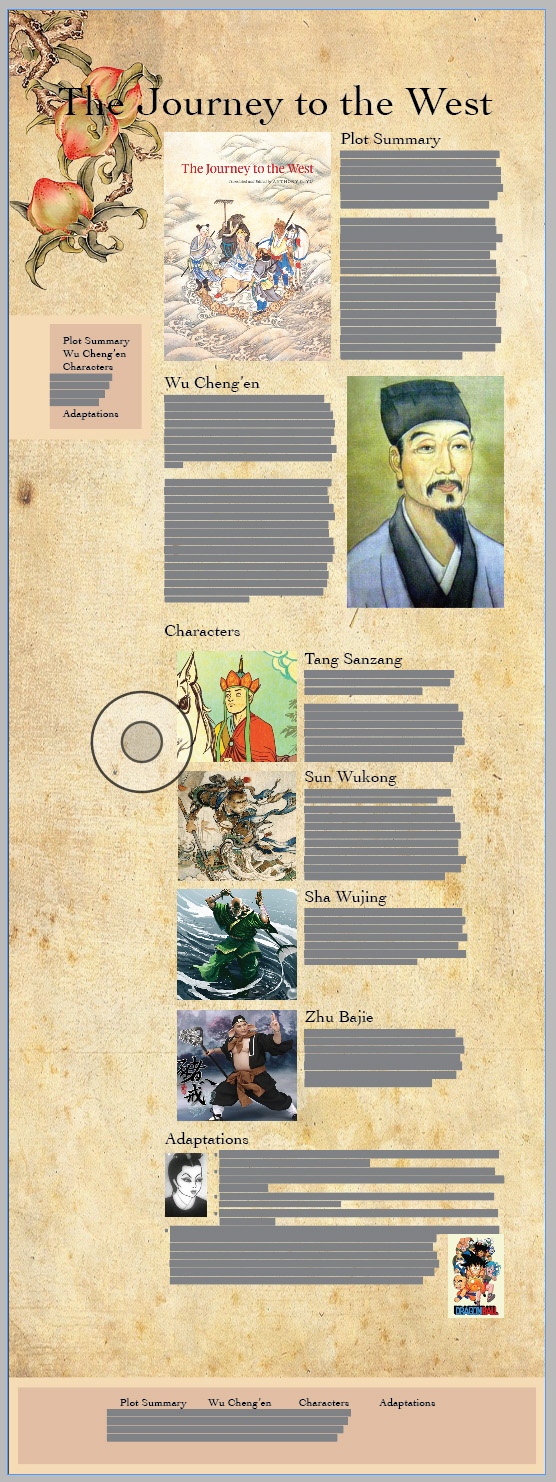 The Journey to the West
The Journey to the West
Plot Summary
Plot Summary
Wu Cheng'en
Characters
Adaptations
Wu Cheng'en
Characters
Tang Sanzang
Sun Wukong
Sha Wujing
Zhu Bajie
戒
Adaptations
DRAGONBALL
Plot Summary Wu Cheng'en Characters Adaptations